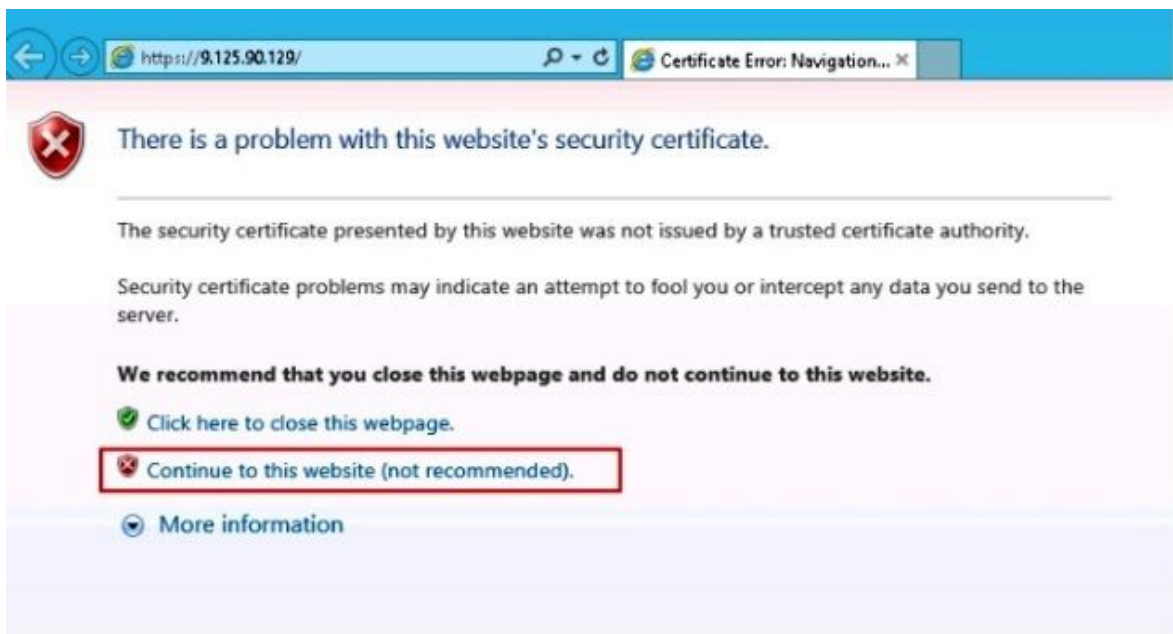 https://9.125.90.129/
Certificate Error: Navigation...
There is a problem with this website's security certificate.
The security certificate presented by this website was not issued by a trusted certificate authority.
Security certificate problems may indicate an attempt to fool you or intercept any data you send to the
server.
We recommend that you close this webpage and do not continue to this website.
Click here to close this webpage.
Continue to this website (not recommended).
More information